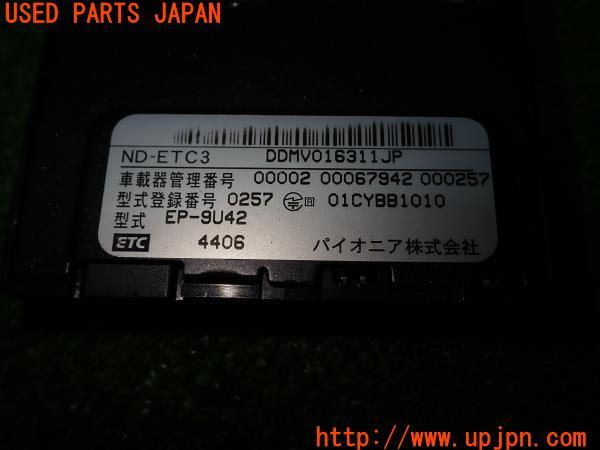 USED PARTS JAPAN
ND-ETC3 DDMV016311JP
車載器管理番号 00002 00067942 000257
型式登録番号 0257 01CYBB1010
型式 EP-9U42
ETC 4406 パイオニア株式会社
http://www.upjpn.com